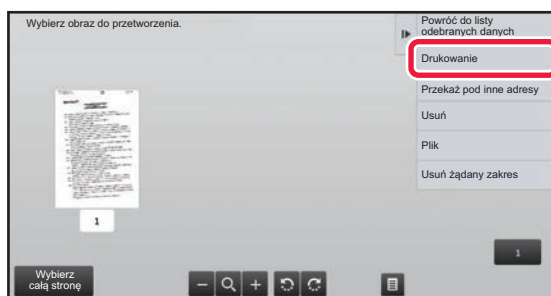 Wybierz obraz do przetworzenia.
Powróć do listy
odebranych danych
Drukowanie
Przekaż pod inne adresy
Usuń
Plik
Usuń żądany zakres
1
1
Wybierz
całą stronę